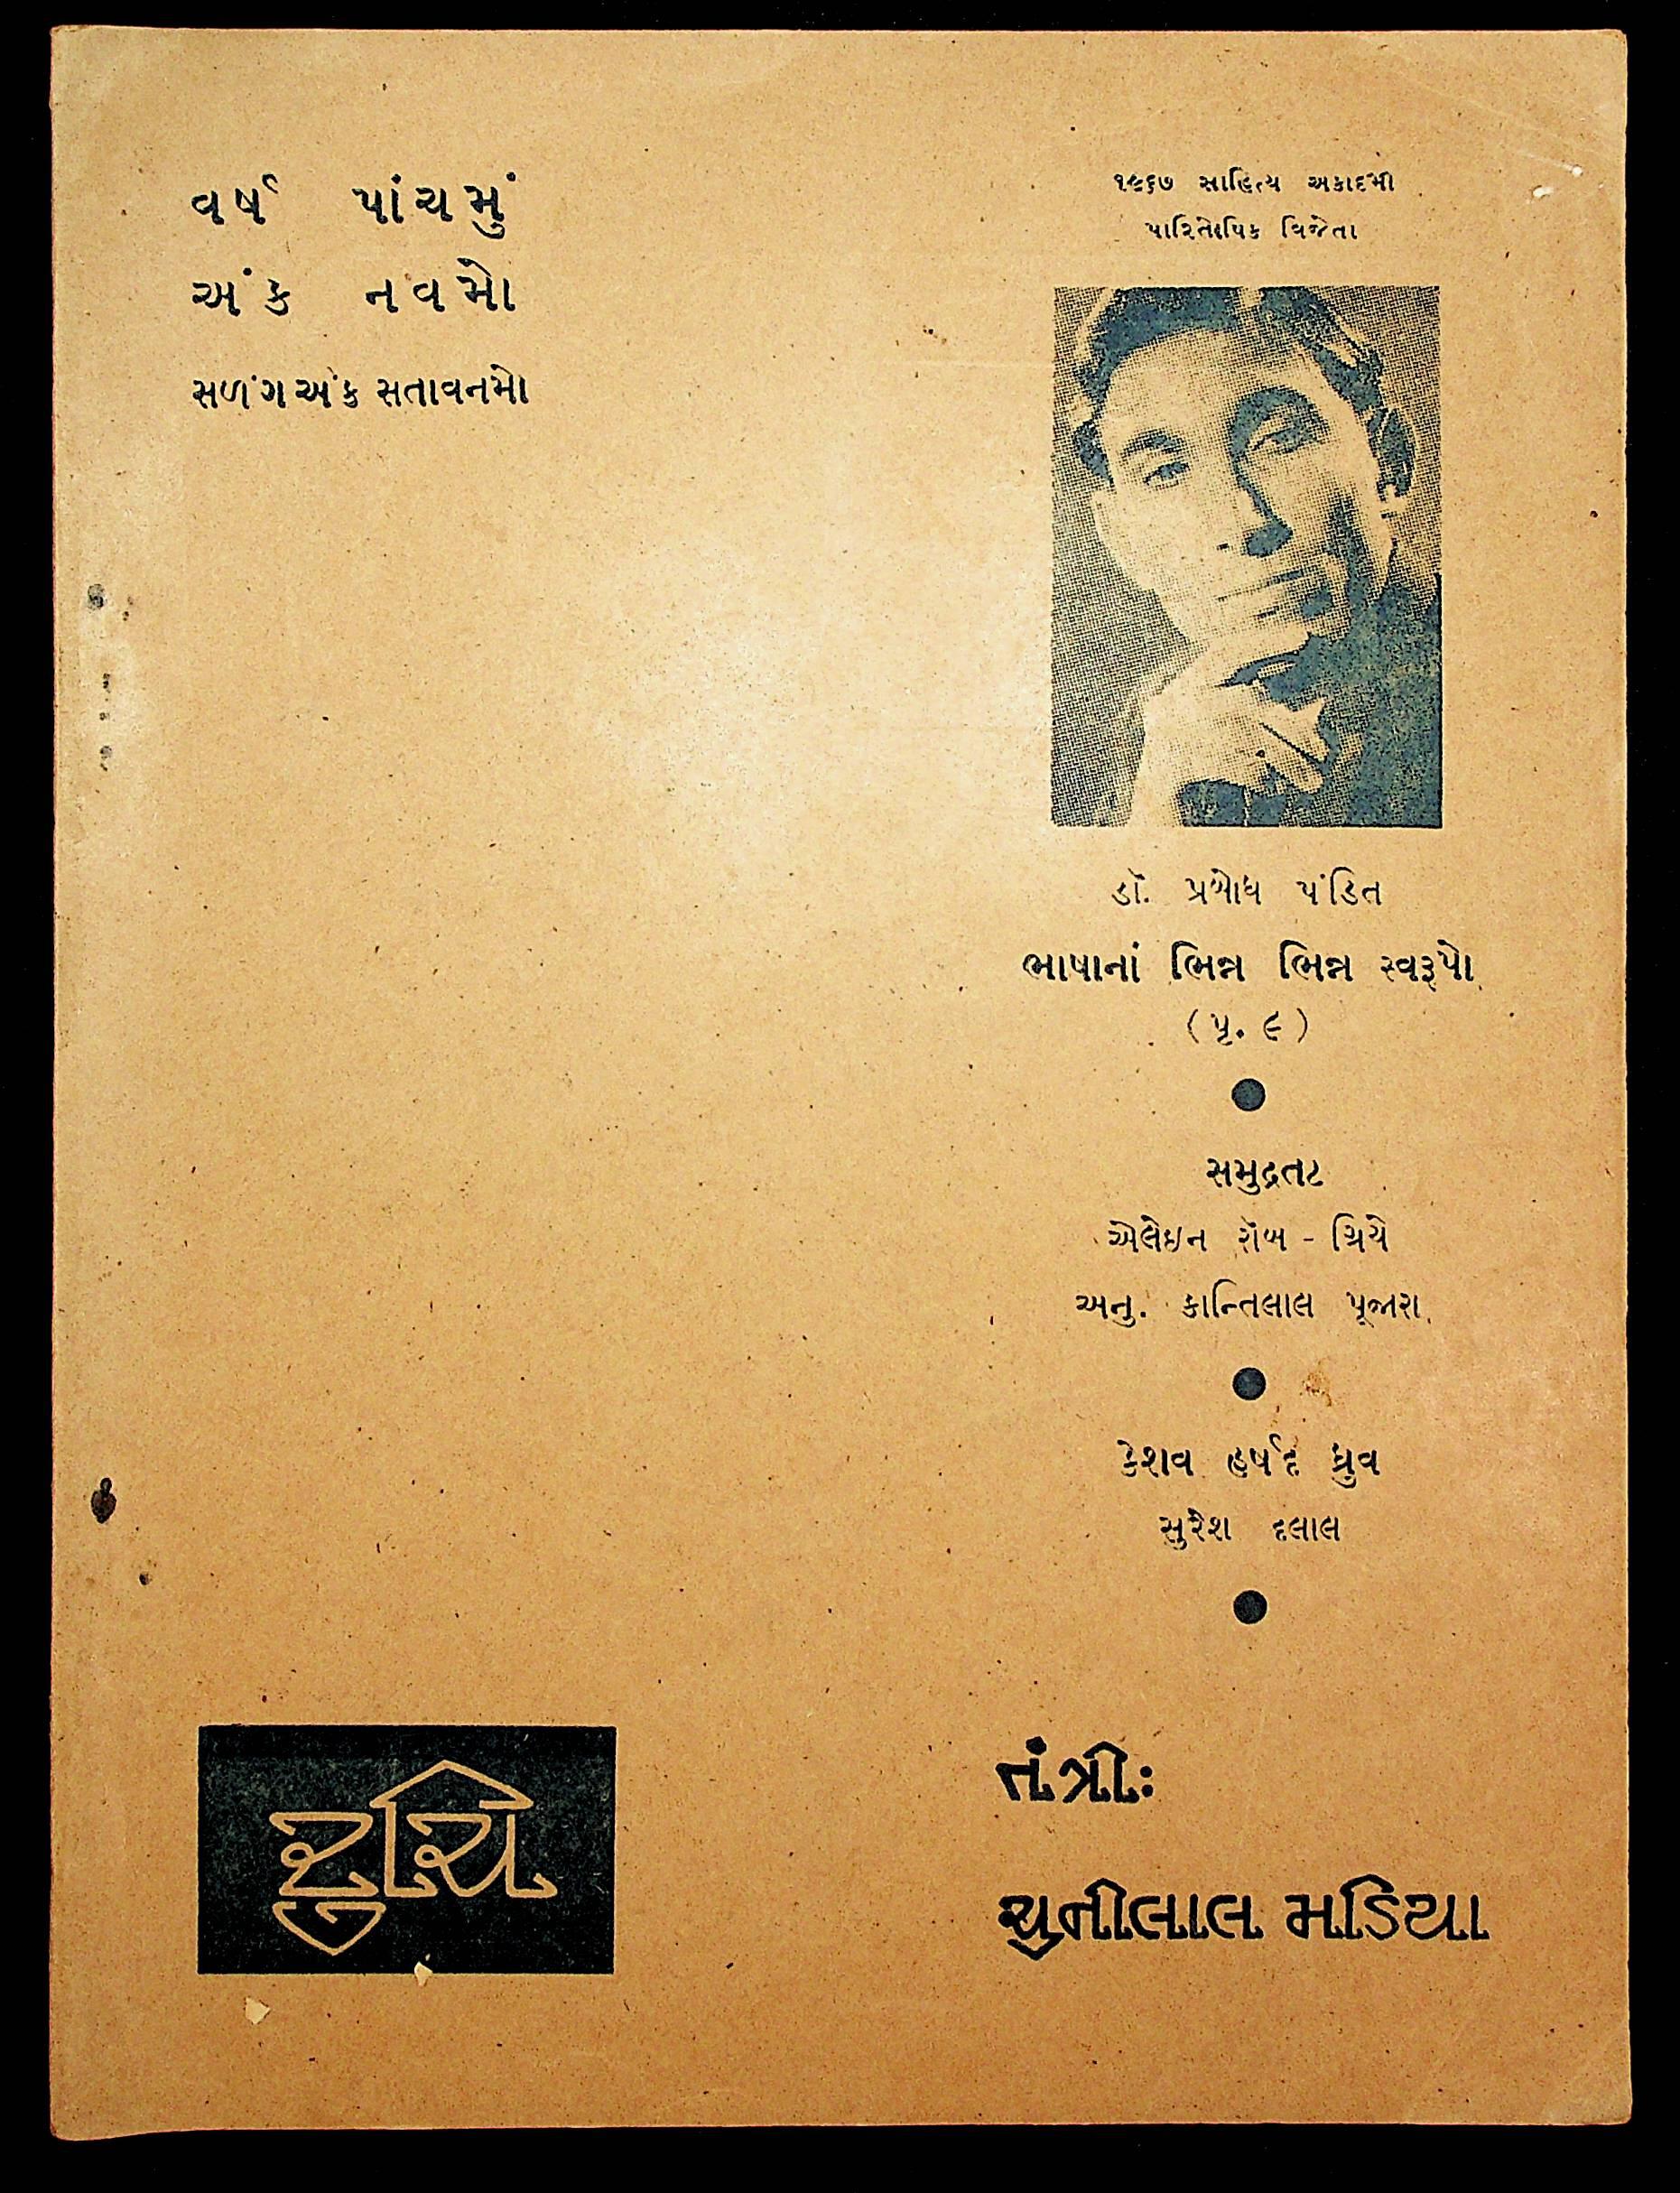 વર્ષ પાંચમું
અંક નવમો
સળંગ અંક સતાવનમો
૧૯૬૭ સાહિત્ય અકાદમી
પારિતોષિક વિજેતા
ડૉ. પ્રબોધ પંડિત
ભાષાનાં ભિન્ન ભિન્ન સ્વરૂપો
(પૃ. ૯)
સમુદ્રતટ
એલેઇન રૉબ - ગ્રિયે
અનુ. કાન્તિલાલ પૂજારા
કેશવ હર્ષદ ધ્રુવ
સુરેશ દલાલ
રુચિ
તંત્રીઃ
ચુનીલાલ મડિયા